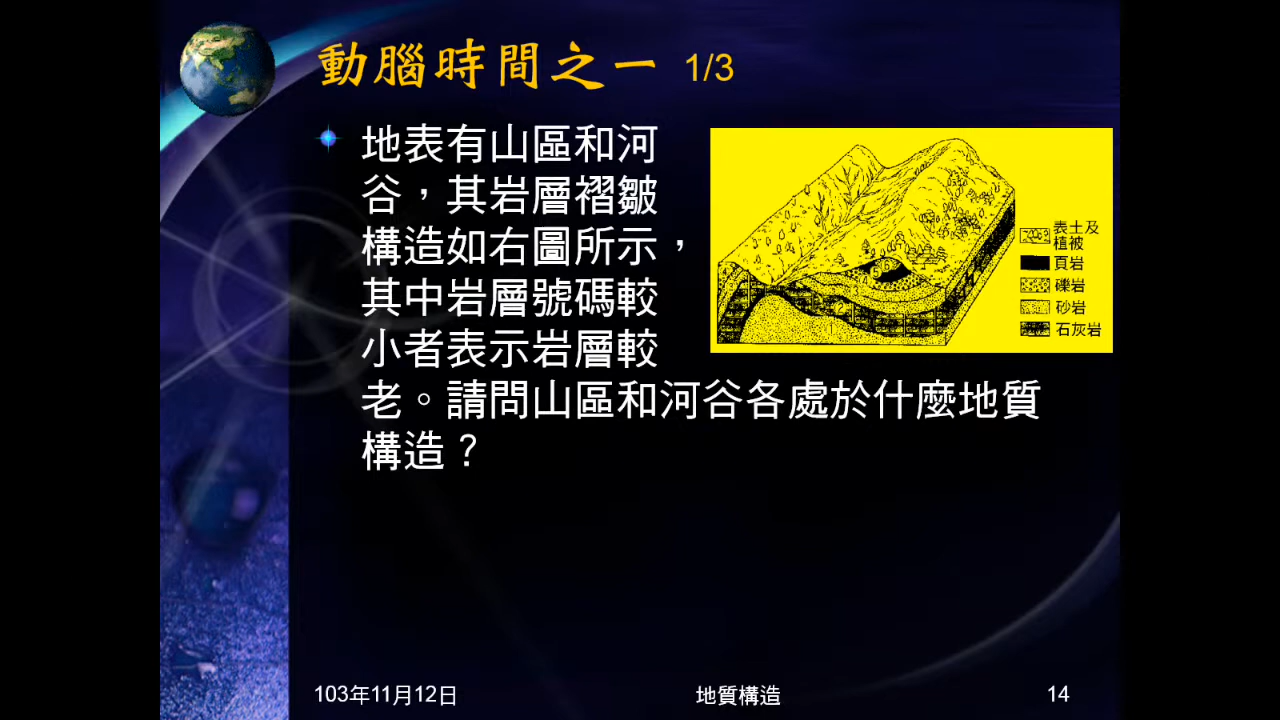 動腦時間之一 1/3
地表有山區和河
谷，其岩層褶皺
構造如右圖所示，
其中岩層號碼較
小者表示岩層較
老。請問山區和河谷各處於什麼地質
構造？
表土及
植被
頁岩
礫岩
砂岩
石灰岩
103年11月12日
地質構造
14